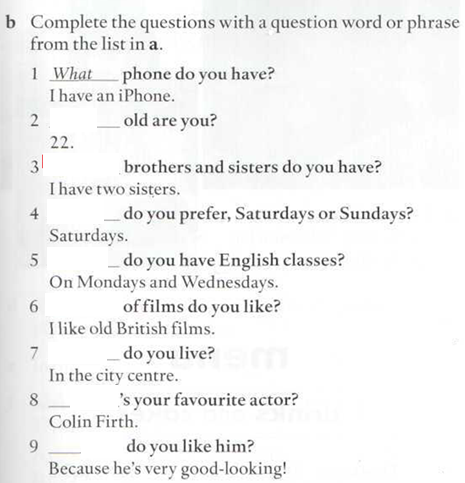 b Complete the questions with a question word or phrase
from the list in a.
1 What phone do you have?
I have an iPhone.
2 ___ old are you?
22.
3 brothers and sisters do you have?
I have two sisters.
4 _ do you prefer, Saturdays or Sundays?
Saturdays.
5 _ do you have English classes?
On Mondays and Wednesdays.
6 of films do you like?
I like old British films.
7 _ do you live?
In the city centre.
8 __ 's your favourite actor?
Colin Firth.
9 ___ do you like him?
Because he's very good-looking!